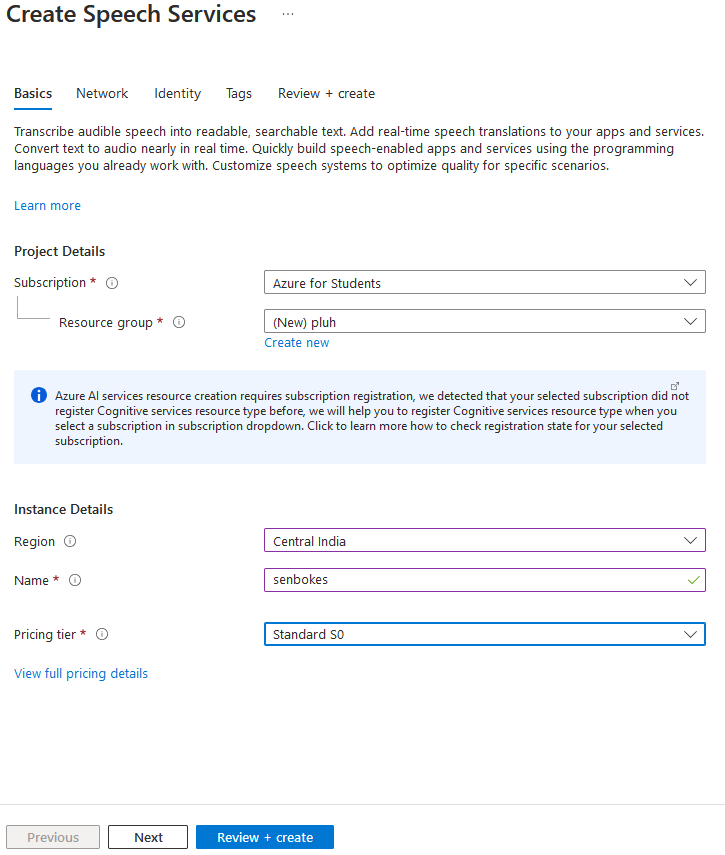 Create Speech Services ...
Basics Network Identity Tags Review + create
Transcribe audible speech into readable, searchable text. Add real-time speech translations to your apps and services.
Convert text to audio nearly in real time. Quickly build speech-enabled apps and services using the programming
languages you already work with. Customize speech systems to optimize quality for specific scenarios.
Learn more
Project Details
Subscription * Azure for Students
Resource group * (New) pluh
Create new
Azure AI services resource creation requires subscription registration, we detected that your selected subscription did not
register Cognitive services resource type before, we will help you to register Cognitive services resource type when you
select a subscription in subscription dropdown. Click to learn more how to check registration state for your selected
subscription.
Instance Details
Region Central India
Name * senbokes
Pricing tier * Standard S0
View full pricing details
Previous Next Review + create